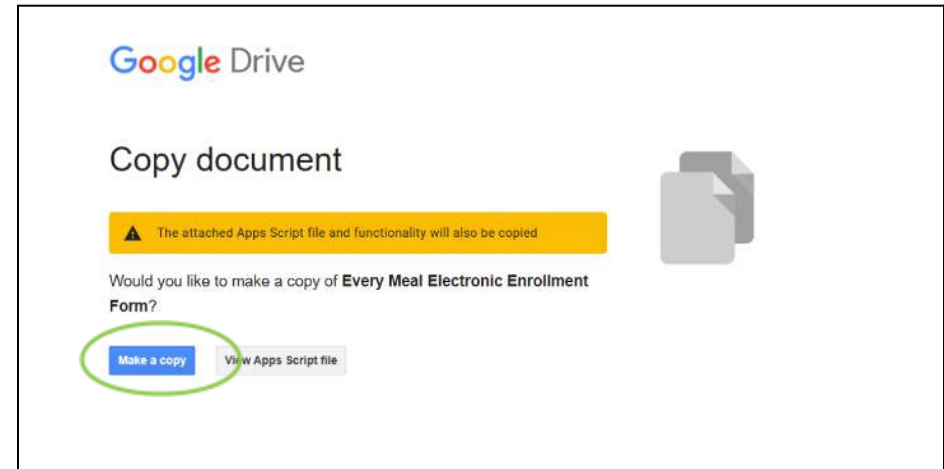 Google Drive
Copy document
The attached Apps Script file and functionality will also be copied
Would you like to make a copy of Every Meal Electronic Enrollment
Form?
Make a copy View Apps Script file